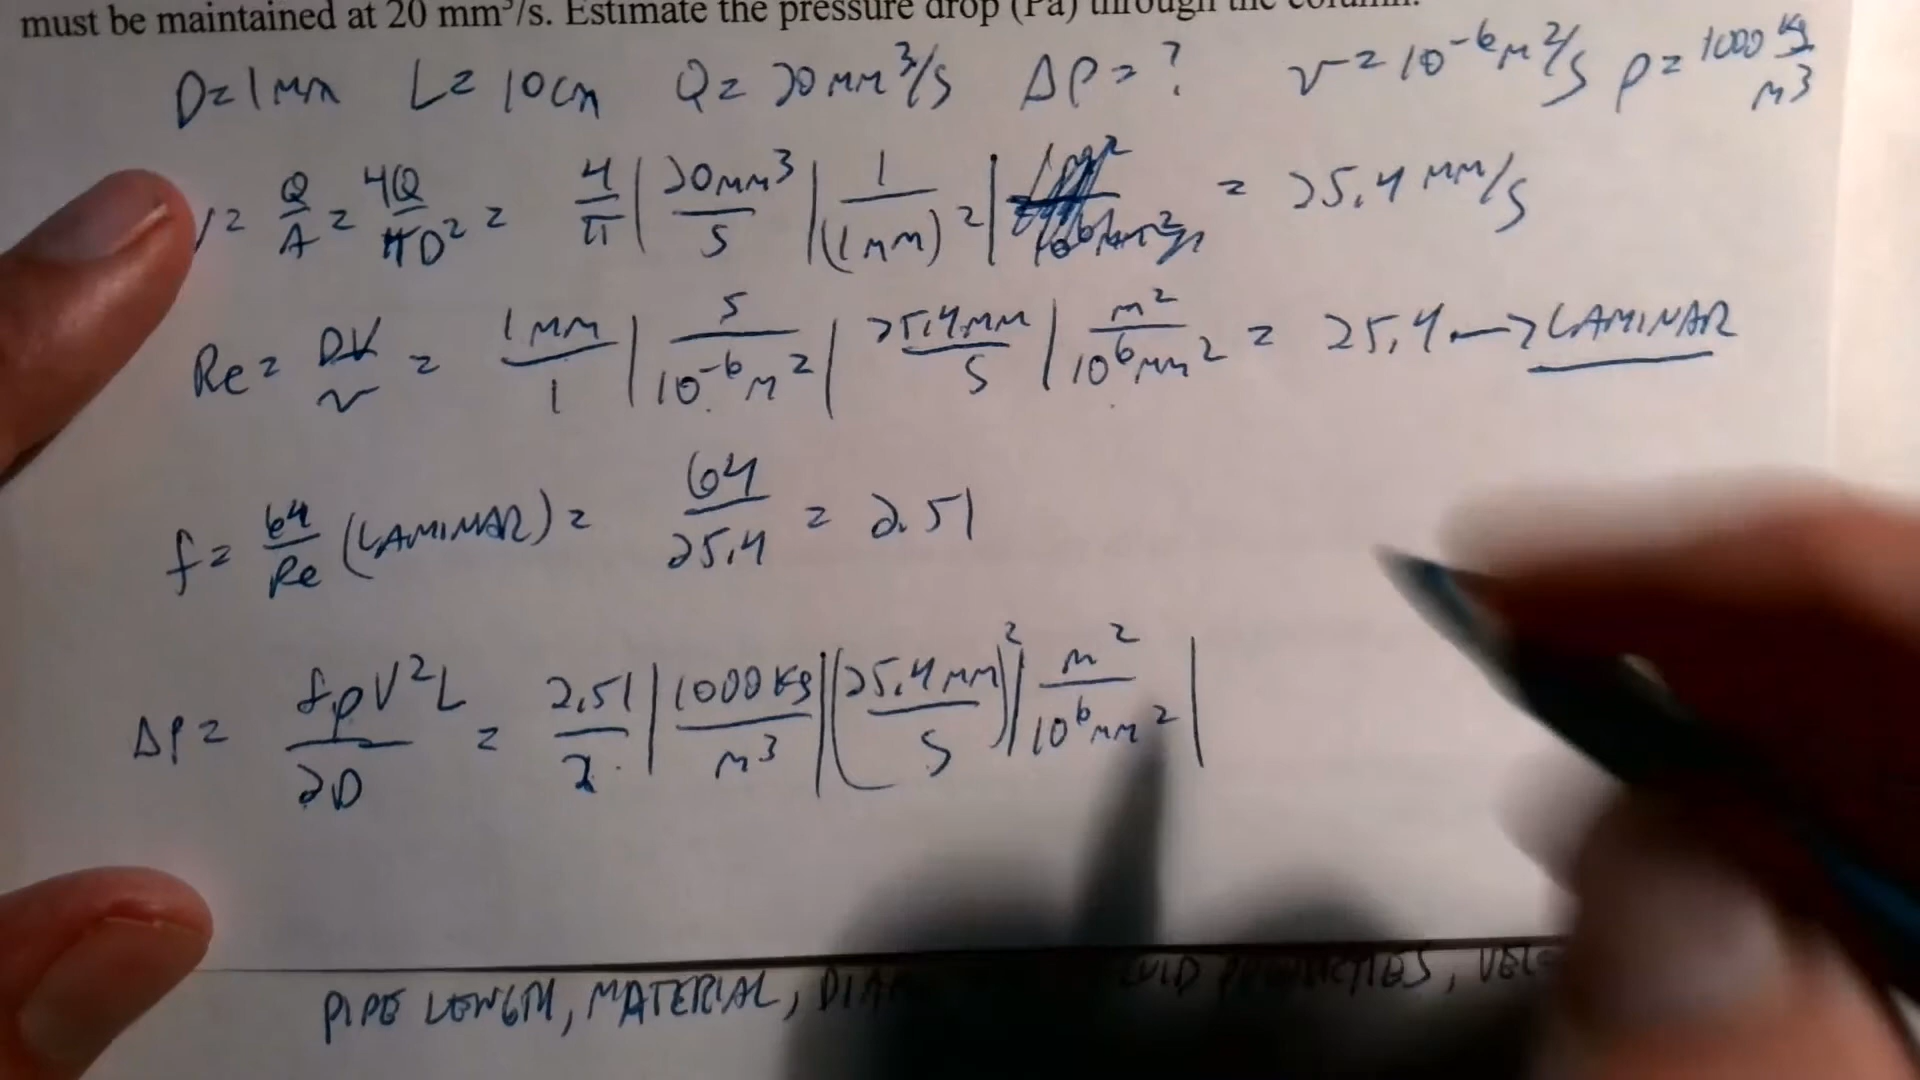 must be maintained at 20 mm³/s. Estimate the pressure drop (Pa) through the column.
D=1mm L=10cm Q=20mm³/s ΔP=? ν=10⁻⁶m²/s ρ=1000 kg/m³
V= Q/A = 4Q/πD² = 4/π | 20mm³/s | 1/(1mm)² | = 25.4 mm/s
Re= DV/ν = 1mm/1 | s/10⁻⁶m² | 25.4mm/s | m²/10⁶mm² = 25.4 → LAMINAR
f= 64/Re (LAMINAR) = 64/25.4 = 2.51
ΔP= fρV²L/2D = 2.51/2 | 1000kg/m³ | (25.4mm/s)² | m²/10⁶mm² |
PIPE LENGTH, MATERIAL,